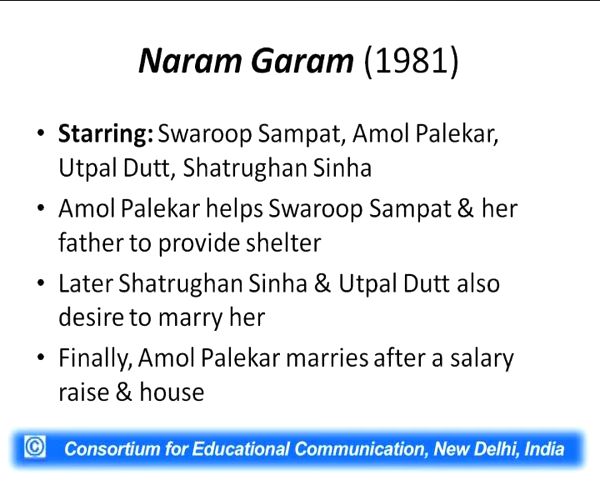 Naram Garam (1981)
• Starring: Swaroop Sampat, Amol Palekar,
Utpal Dutt, Shatrughan Sinha
• Amol Palekar helps Swaroop Sampat & her
father to provide shelter
• Later Shatrughan Sinha & Utpal Dutt also
desire to marry her
• Finally, Amol Palekar marries after a salary
raise & house
© Consortium for Educational Communication, New Delhi, India